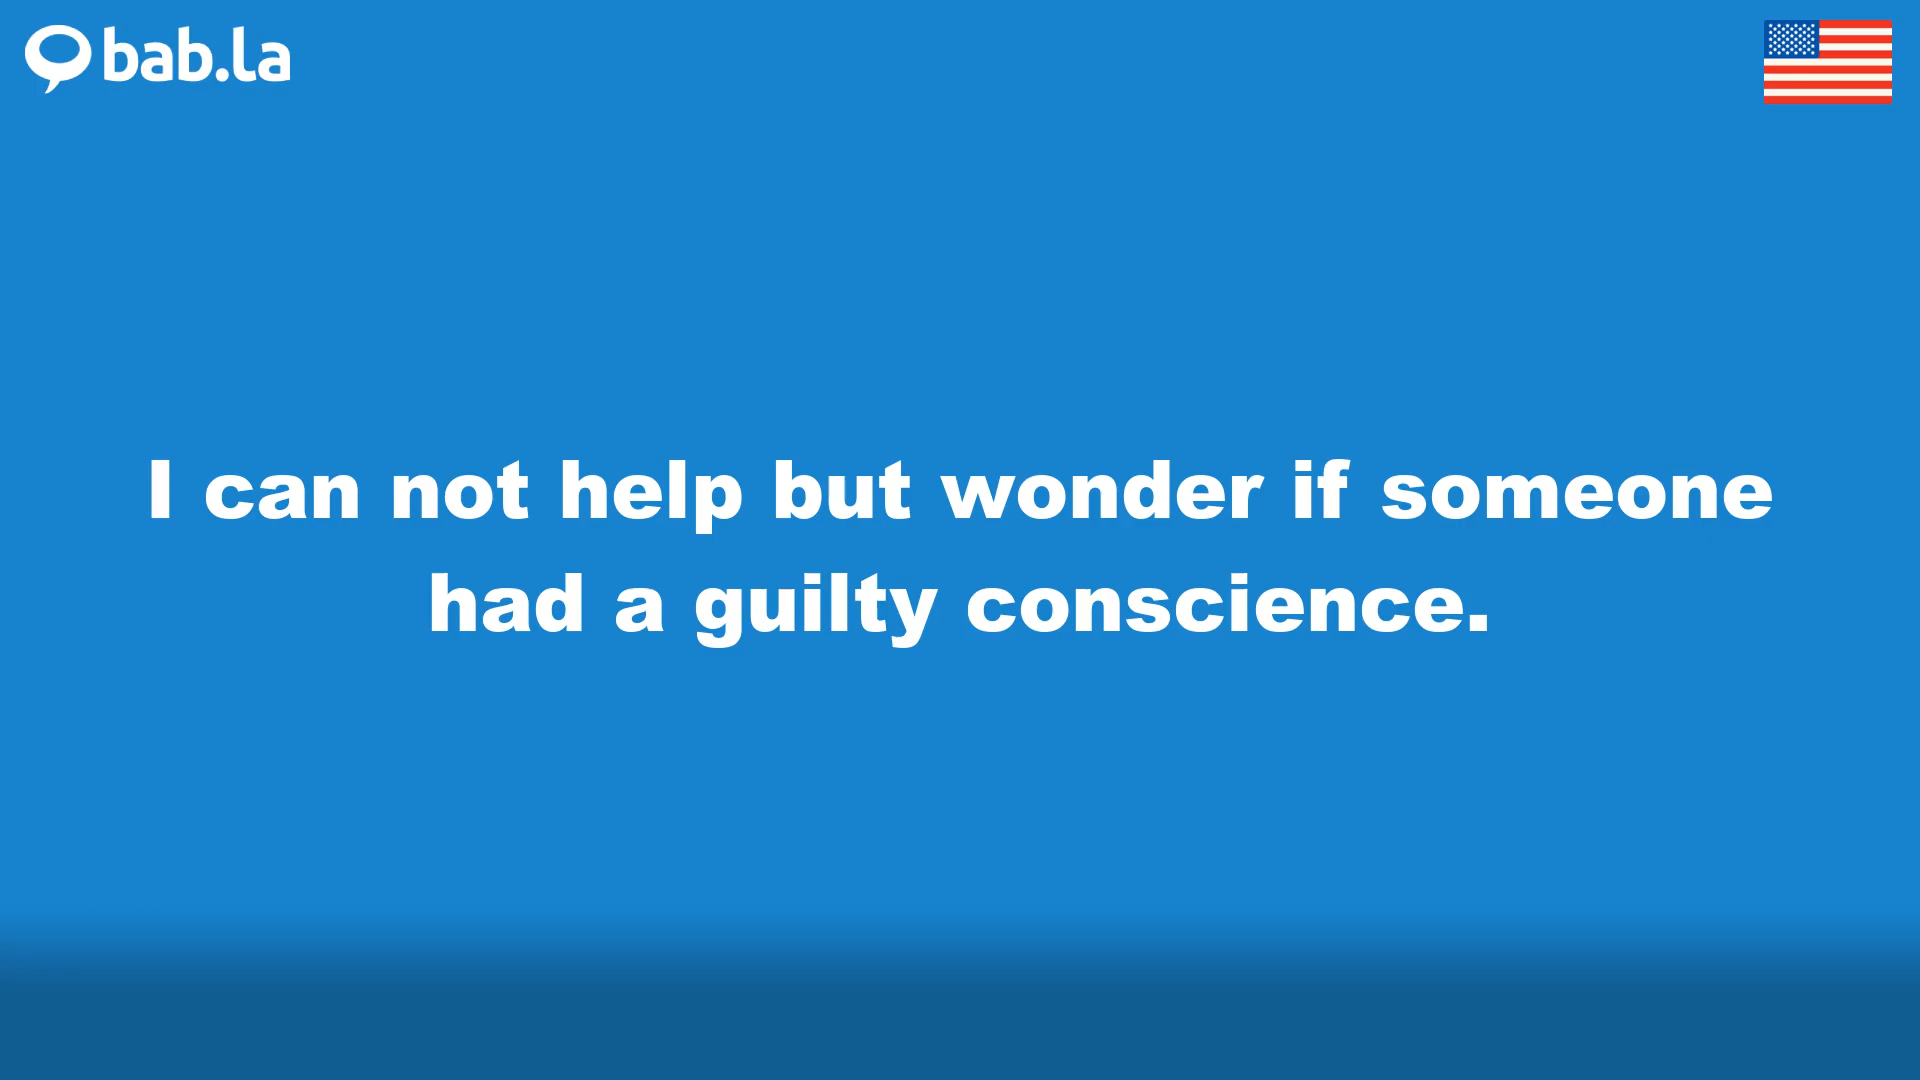 bab.la
I can not help but wonder if someone
had a guilty conscience.